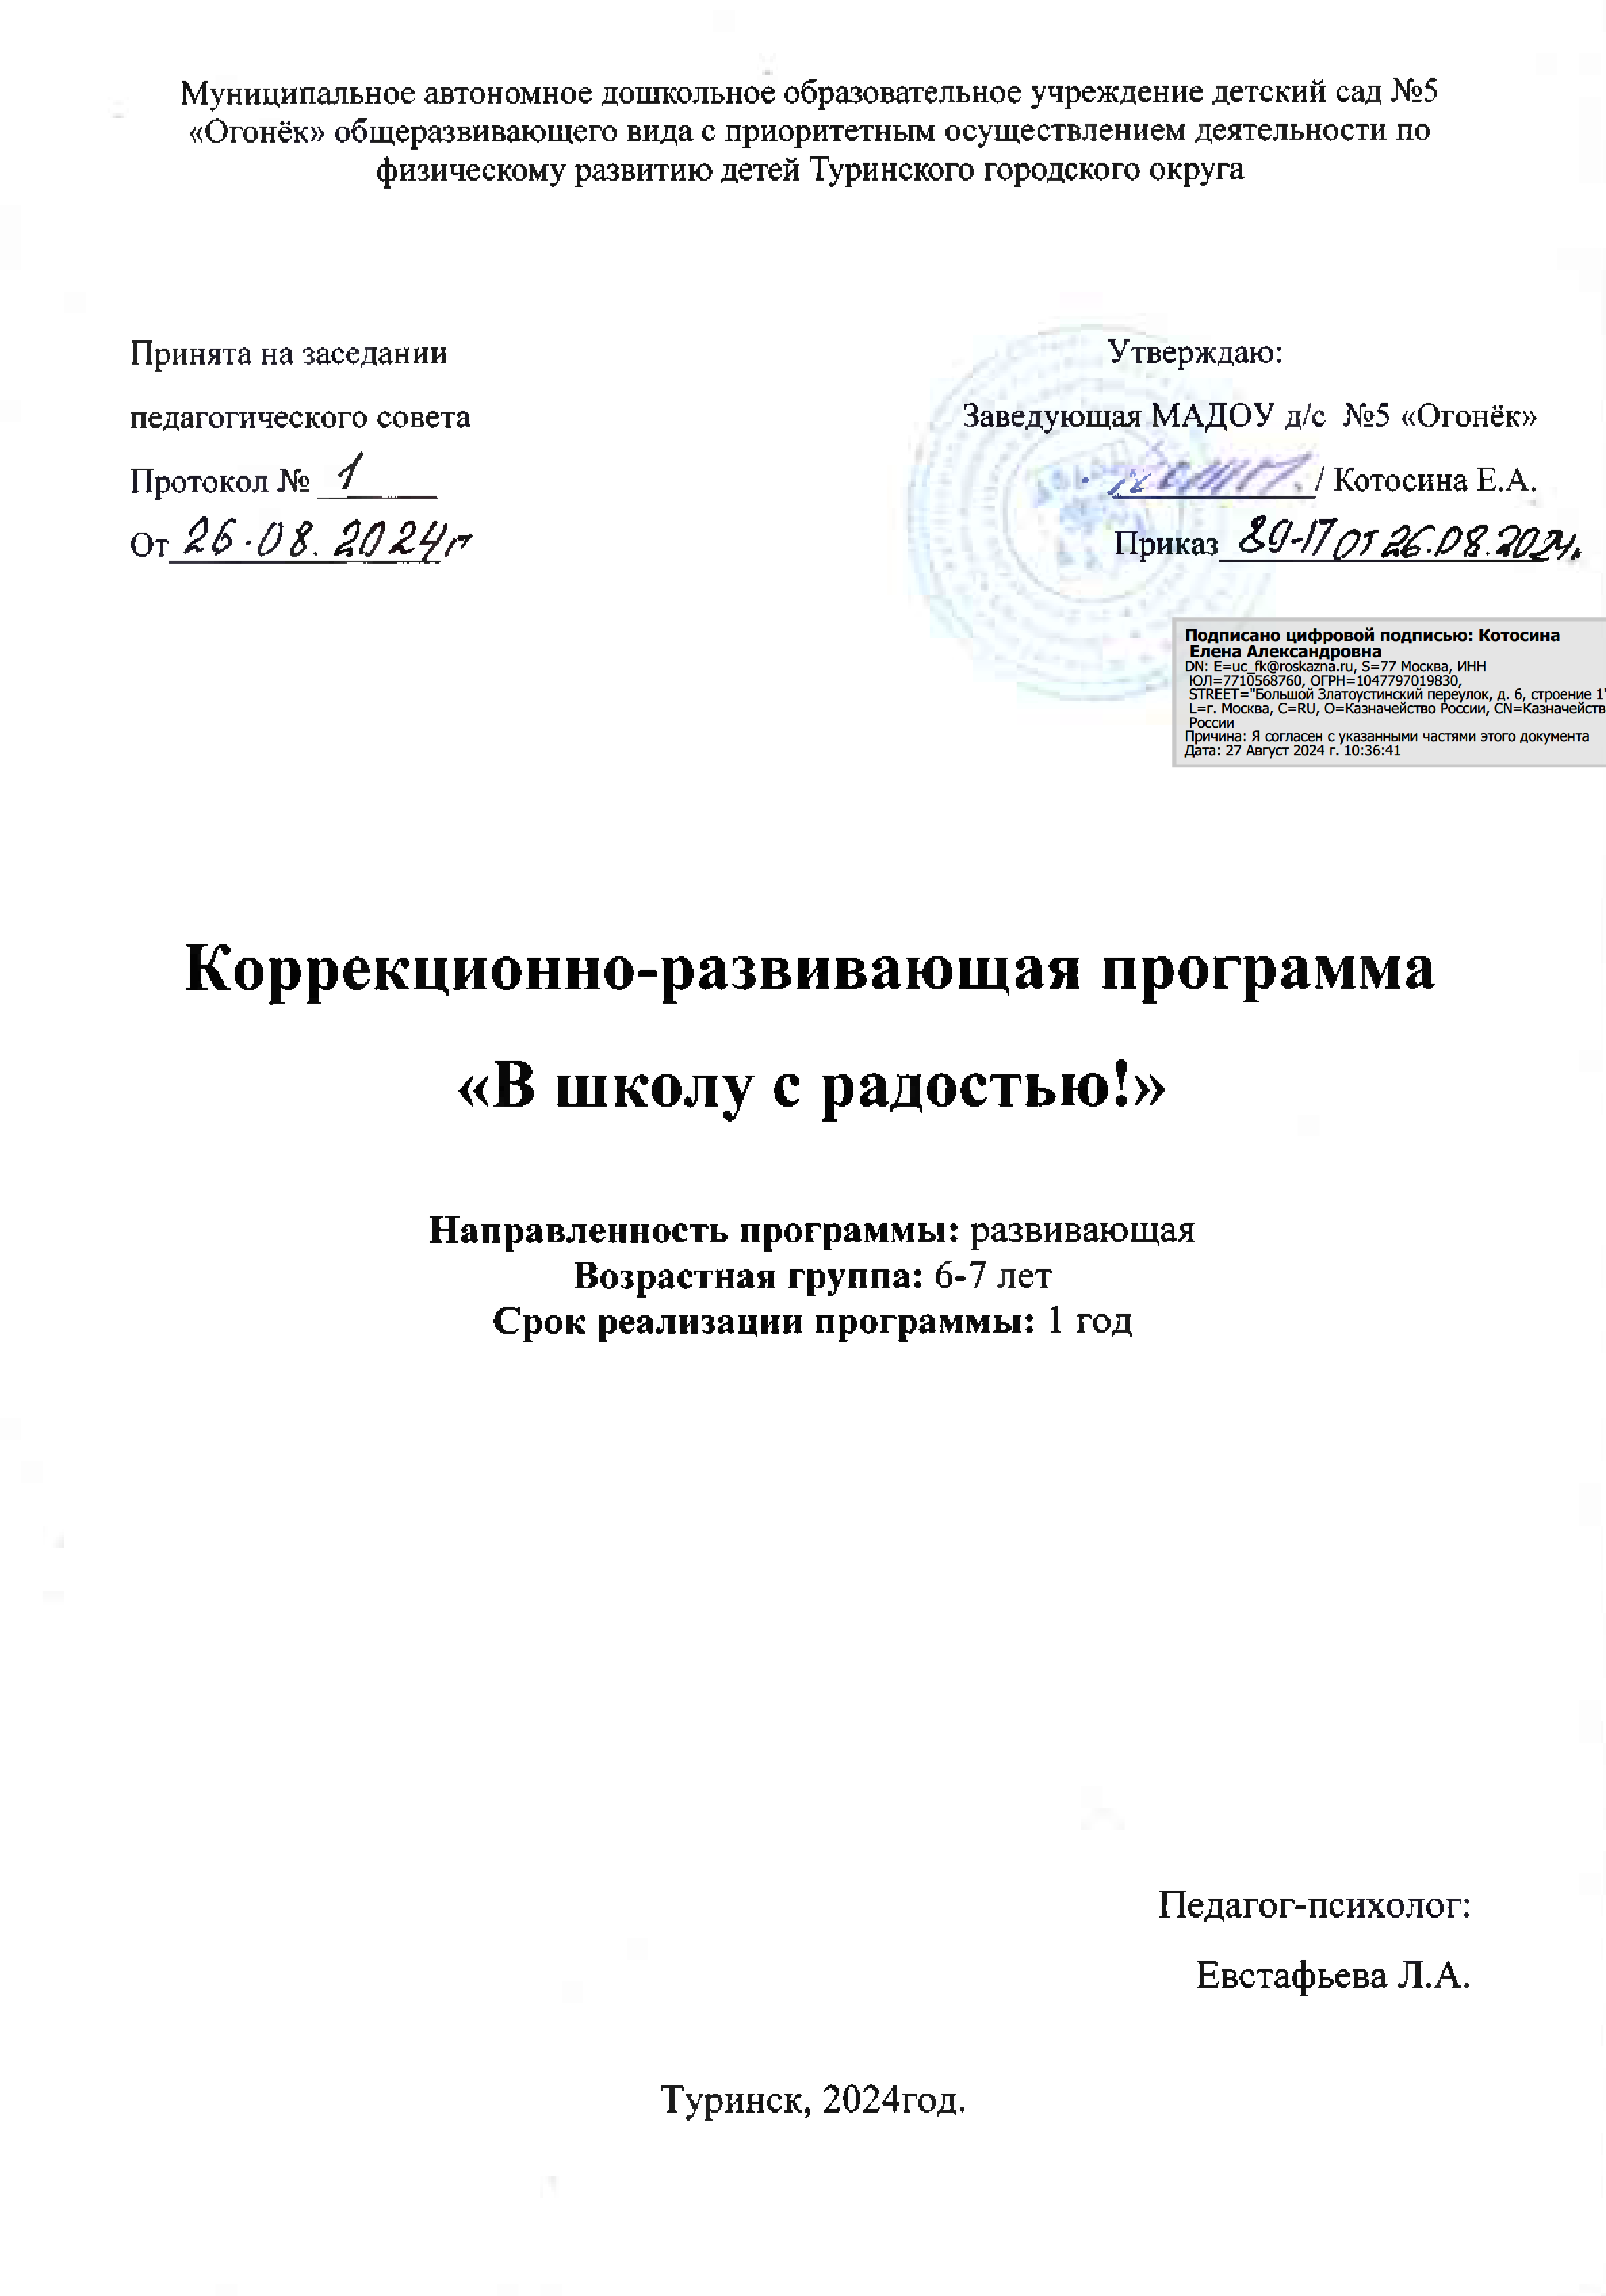 Муниципальное автономное дошкольное образовательное учреждение детский сад №5
«Огонёк» общеразвивающего вида с приоритетным осуществлением деятельности по
физическому развитию детей Туринского городского округа
Принята на заседании
педагогического совета
Протокол № 1
От 26.08.2024г
Утверждаю:
Заведующая МАДОУ д/с №5 «Огонёк»
/ Котосина Е.А.
Приказ 89-П от 26.08.2024г.
Подписано цифровой подписью: Котосина
Елена Александровна
DN: E=uc_fk@roskazna.ru, S=77 Москва, ИНН
ЮЛ=7710568760, ОГРН=1047797019830,
STREET="Большой Златоустинский переулок, д. 6, строение 1"
L=г. Москва, C=RU, O=Казначейство России, CN=Казначейств
России
Причина: Я согласен с указанными частями этого документа
Дата: 27 Август 2024 г. 10:36:41
Коррекционно-развивающая программа
«В школу с радостью!»
Направленность программы: развивающая
Возрастная группа: 6-7 лет
Срок реализации программы: 1 год
Педагог-психолог:
Евстафьева Л.А.
Туринск, 2024год.